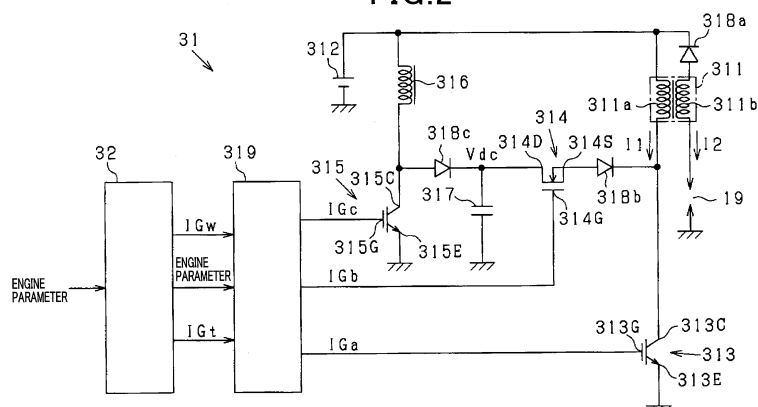 FIG.2
31
312
316
318a
311
311a
311b
I1
I2
32
319
315
315C
318c
Vdc
314D
314
314S
318b
19
317
314G
IGw
IGc
315G
315E
ENGINE
PARAMETER
ENGINE
PARAMETER
IGb
IGt
IGa
313G
313C
313
313E